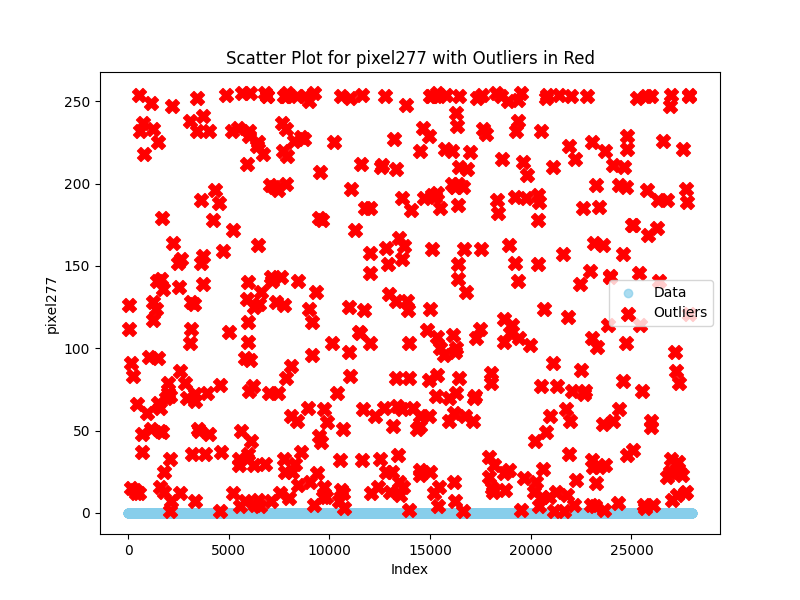 Scatter Plot for pixel277 with Outliers in Red
pixel277
250
200
150
100
50
0
Data
Outliers
0 5000 10000 15000 20000 25000
Index